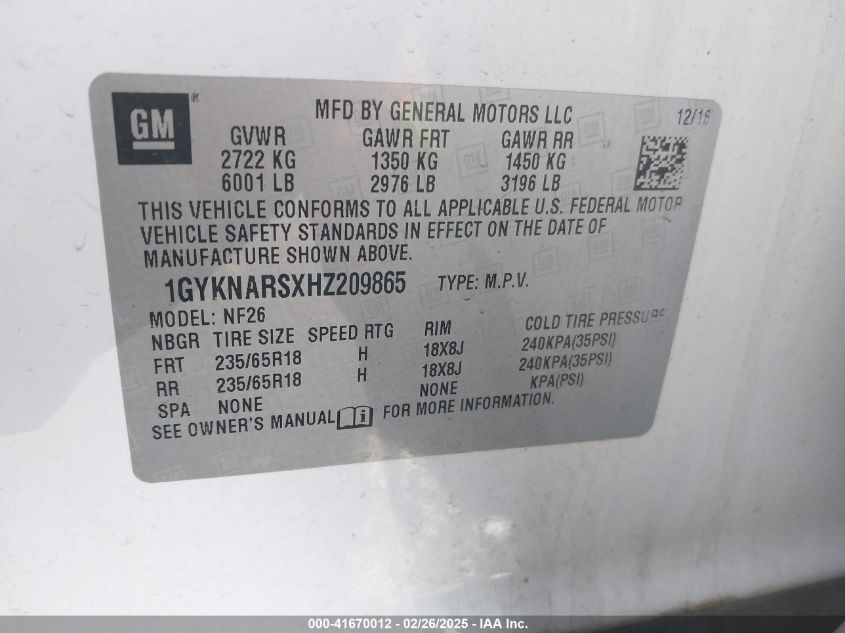 GM ®
MFD BY GENERAL MOTORS LLC 12/16
GVWR GAWR FRT GAWR RR
2722 KG 1350 KG 1450 KG
6001 LB 2976 LB 3196 LB
THIS VEHICLE CONFORMS TO ALL APPLICABLE U.S. FEDERAL MOTOR
VEHICLE SAFETY STANDARDS IN EFFECT ON THE DATE OF
MANUFACTURE SHOWN ABOVE.
1GYKNARSXHZ209865 TYPE: M.P.V.
MODEL: NF26
NBGR TIRE SIZE SPEED RTG RIM COLD TIRE PRESSURE
FRT 235/65R18 H 18X8J 240KPA(35PSI)
RR 235/65R18 H 18X8J 240KPA(35PSI)
SPA NONE NONE KPA(PSI)
SEE OWNER'S MANUAL i FOR MORE INFORMATION.
000-41670012 - 02/26/2025 - IAA Inc.